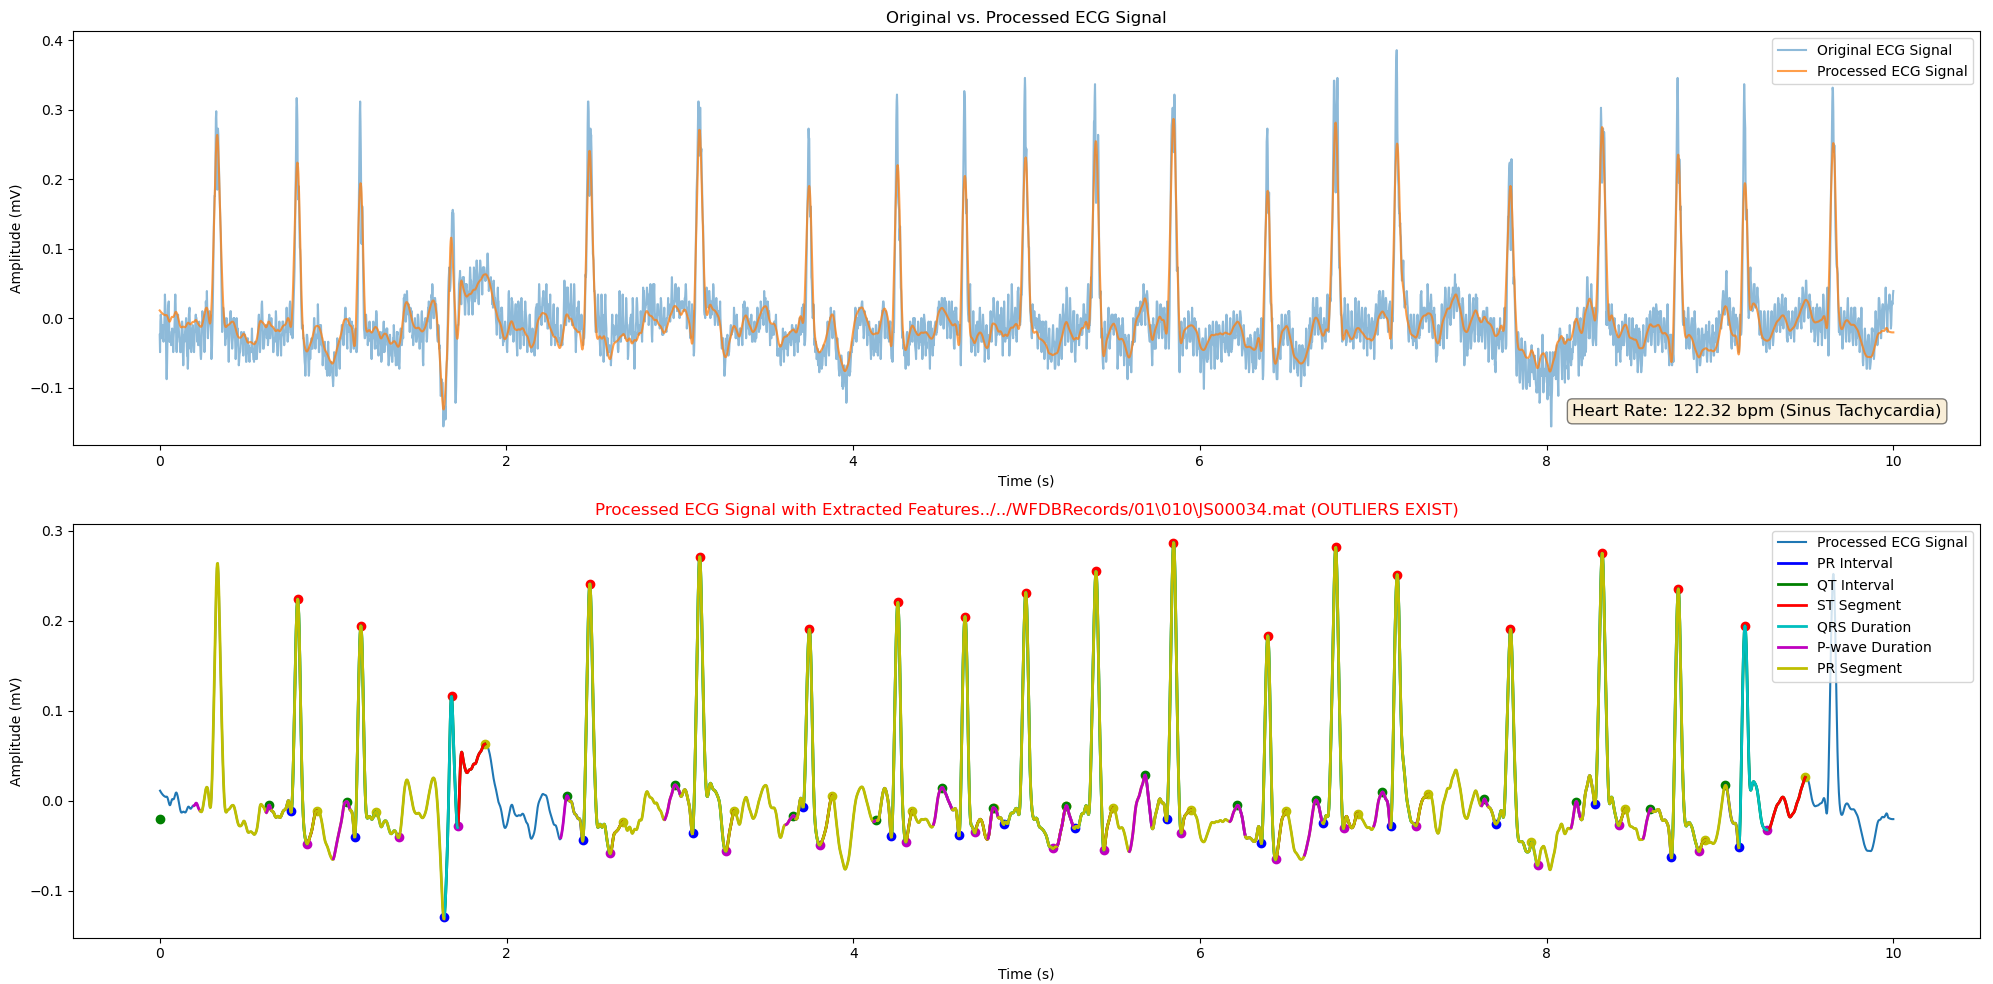 Original vs. Processed ECG Signal
Original ECG Signal
Processed ECG Signal
0.4
0.3
0.2
0.1
0.0
−0.1
Amplitude (mV)
Heart Rate: 122.32 bpm (Sinus Tachycardia)
0 2 4 6 8 10
Time (s)
Processed ECG Signal with Extracted Features../../WFDBRecords/01\010\JS00034.mat (OUTLIERS EXIST)
Processed ECG Signal
PR Interval
QT Interval
ST Segment
QRS Duration
P-wave Duration
PR Segment
0.3
0.2
0.1
0.0
−0.1
Amplitude (mV)
0 2 4 6 8 10
Time (s)